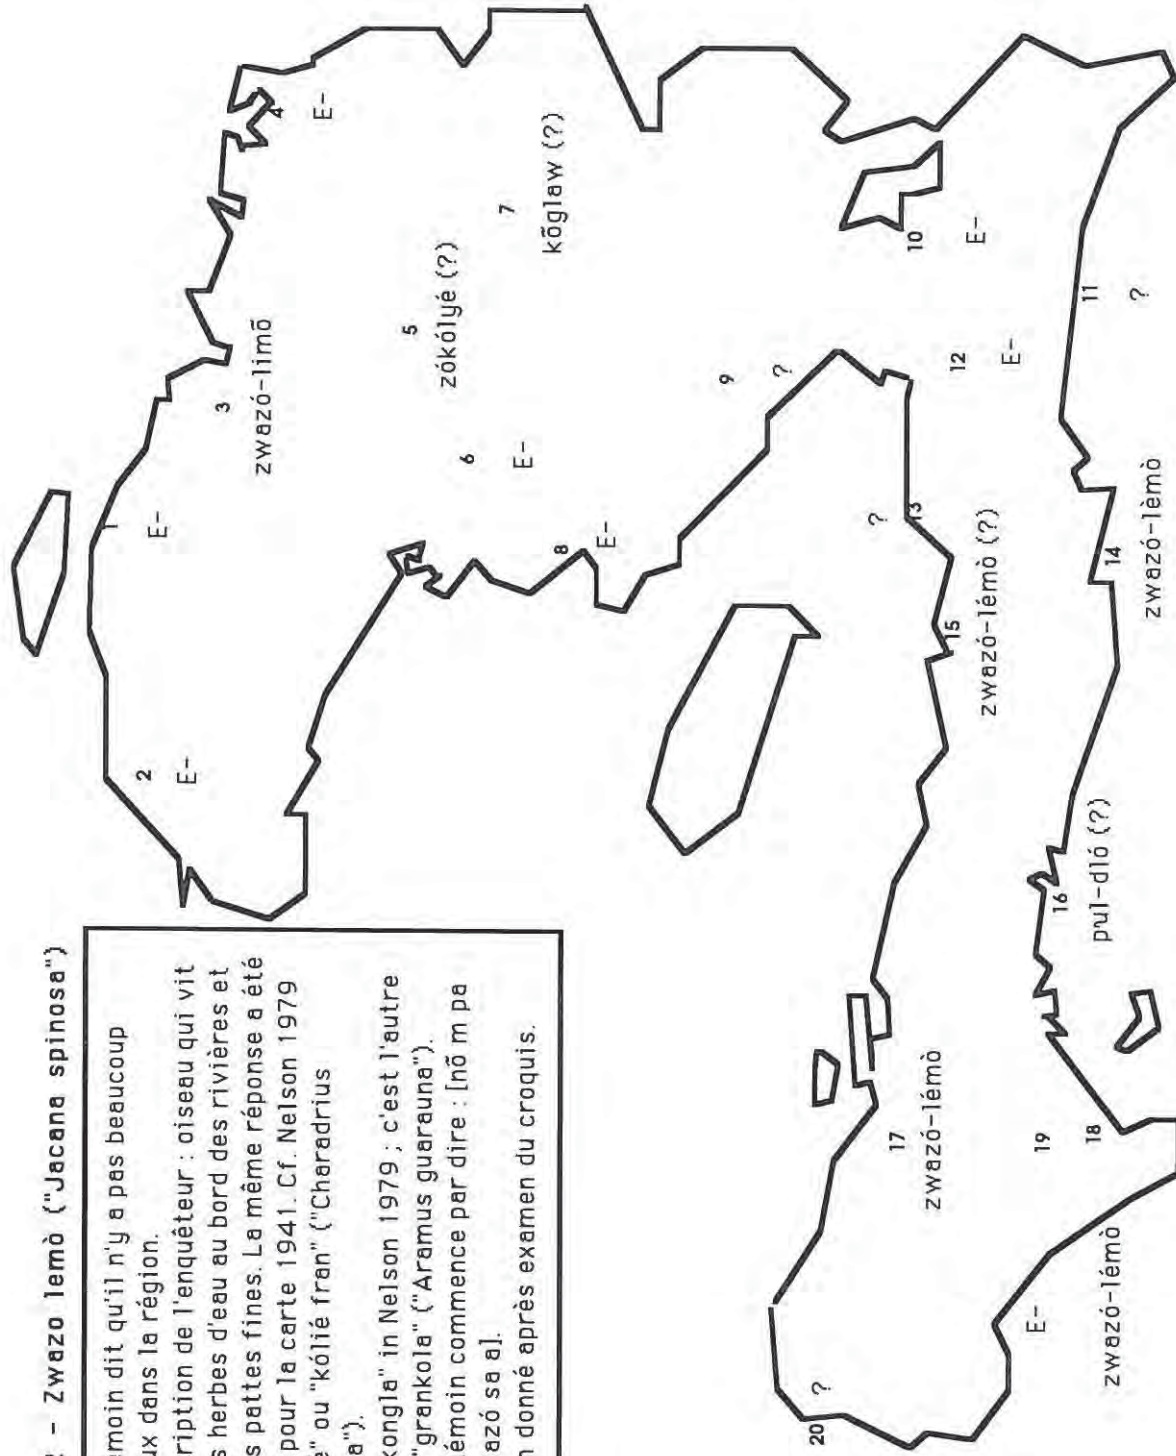 - Zwazo lemò ("Jacana spinosa")
émoin dit qu'il n'y a pas beaucoup
ux dans la région.
cription de l'enquêteur : oiseau qui vit
s herbes d'eau au bord des rivières et
s pattes fines. La même réponse a été
pour la carte 1941. Cf. Nelson 1979
e" ou "kólié fran" ("Charadrius
a").
kongla" in Nelson 1979 ; c'est l'autre
"grankola" ("Aramus guarauna").
émoin commence par dire : [nõ m pa
azó sa a].
n donné après examen du croquis.
1
E-
2
E-
3
zwazó-limõ
4
E-
5
zókólyé (?)
6
E-
7
kõglaw (?)
8
E-
9
?
10
E-
11
?
12
E-
13
?
14
zwazó-lèmò
15
zwazó-lémò (?)
16
pul-dló (?)
17
zwazó-lémò
18
zwazó-lémò
19
E-
20
?